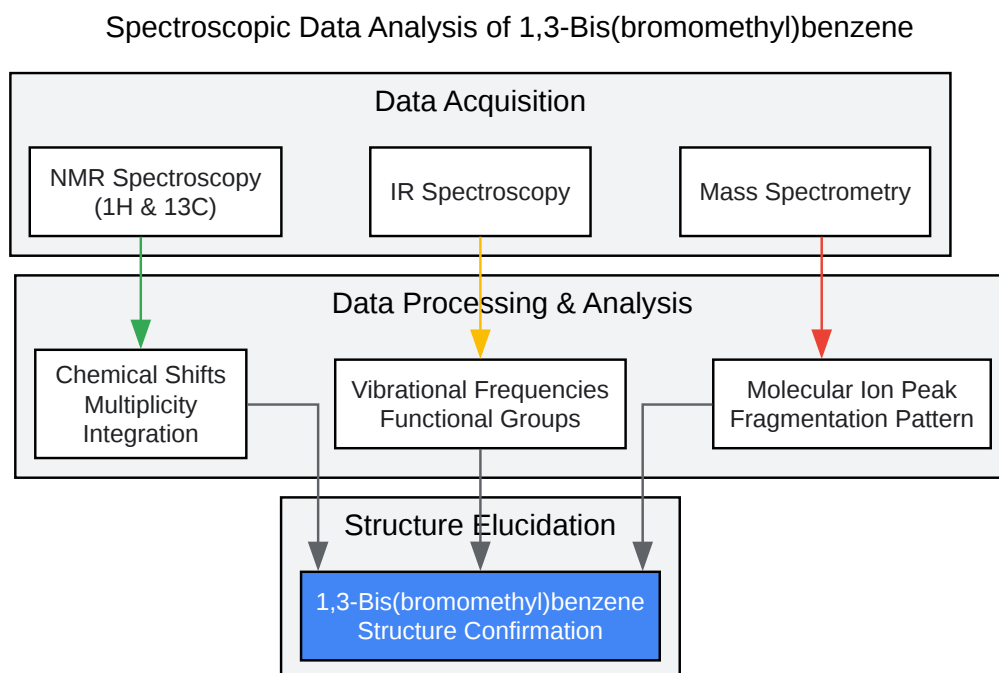 Spectroscopic Data Analysis of 1,3-Bis(bromomethyl)benzene
Data Acquisition
NMR Spectroscopy
(1H & 13C)
IR Spectroscopy
Mass Spectrometry
Data Processing & Analysis
Chemical Shifts
Multiplicity
Integration
Vibrational Frequencies
Functional Groups
Molecular Ion Peak
Fragmentation Pattern
Structure Elucidation
1,3-Bis(bromomethyl)benzene
Structure Confirmation